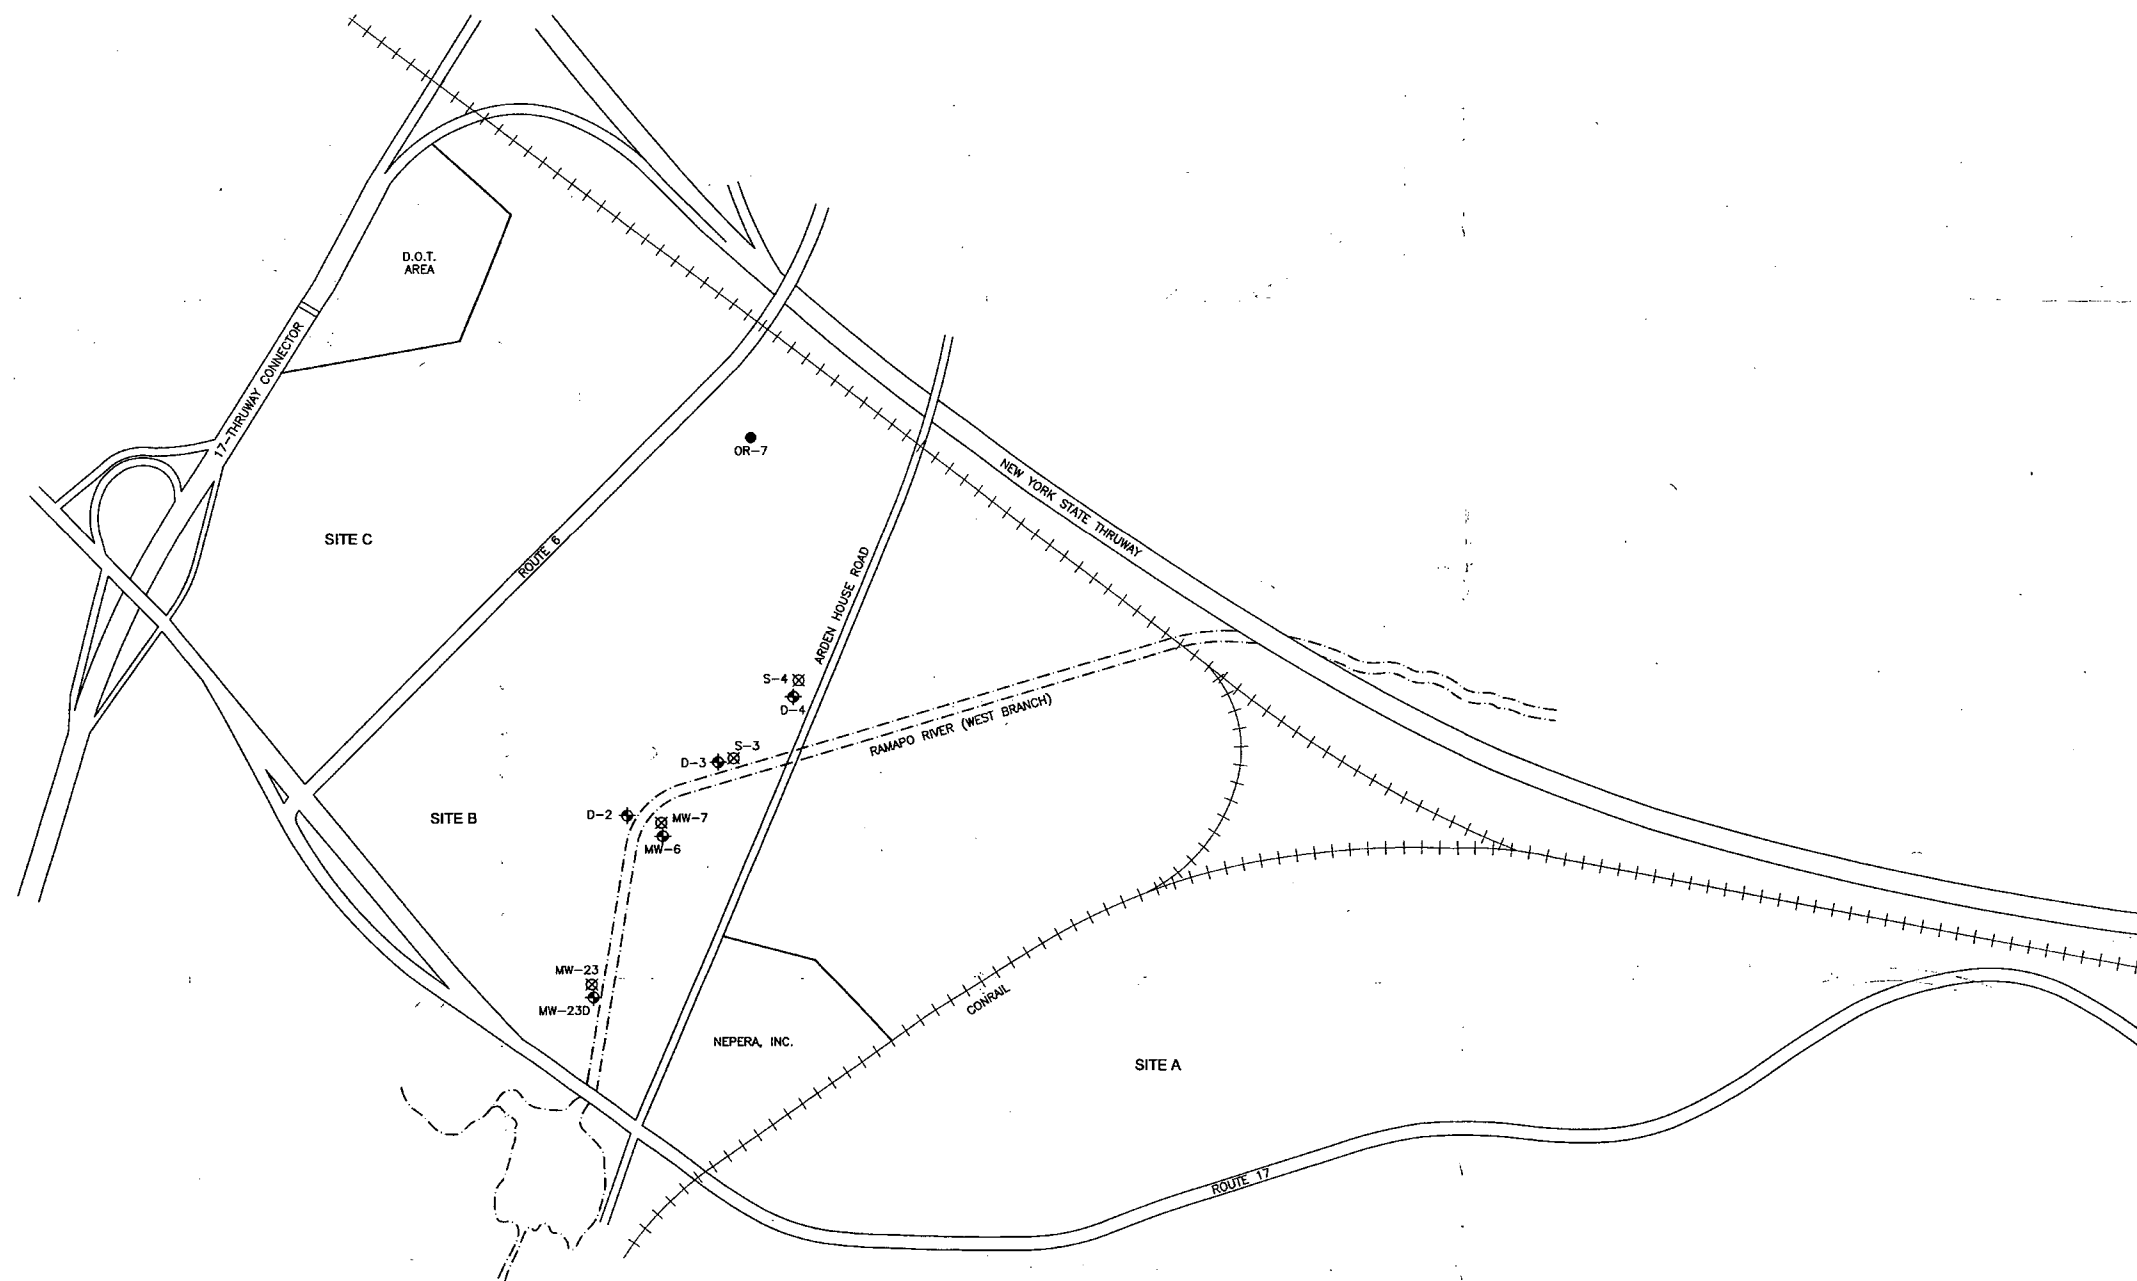 D.O.T.
AREA
17-THRUWAY CONNECTOR
OR-7
NEW YORK STATE THRUWAY
SITE C
ROUTE 6
ARDEN HOUSE ROAD
S-4
D-4
RAMAPO RIVER (WEST BRANCH)
S-3
D-3
SITE B
D-2
MW-7
MW-6
MW-23
MW-23D
CONRAIL
NEPERA, INC.
SITE A
ROUTE 17